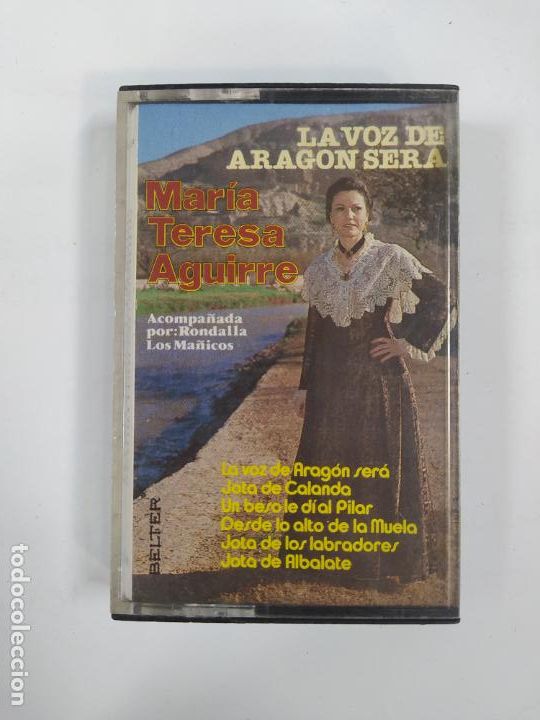 LA VOZ DE
ARAGON SERA
María
Teresa
Aguirre
Acompañada
por: Rondalla
Los Mañicos
La voz de Aragón será
Jota de Calanda
Un beso le dí al Pilar
Desde lo alto de la Muela
Jota de los labradores
Jota de Albalate
BELTER
todocoleccion.net